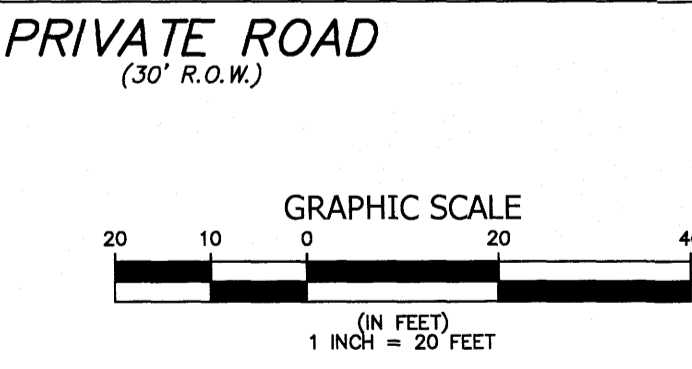 PRIVATE ROAD
(30' R.O.W.)
GRAPHIC SCALE
20 10 0 20
(IN FEET)
1 INCH = 20 FEET